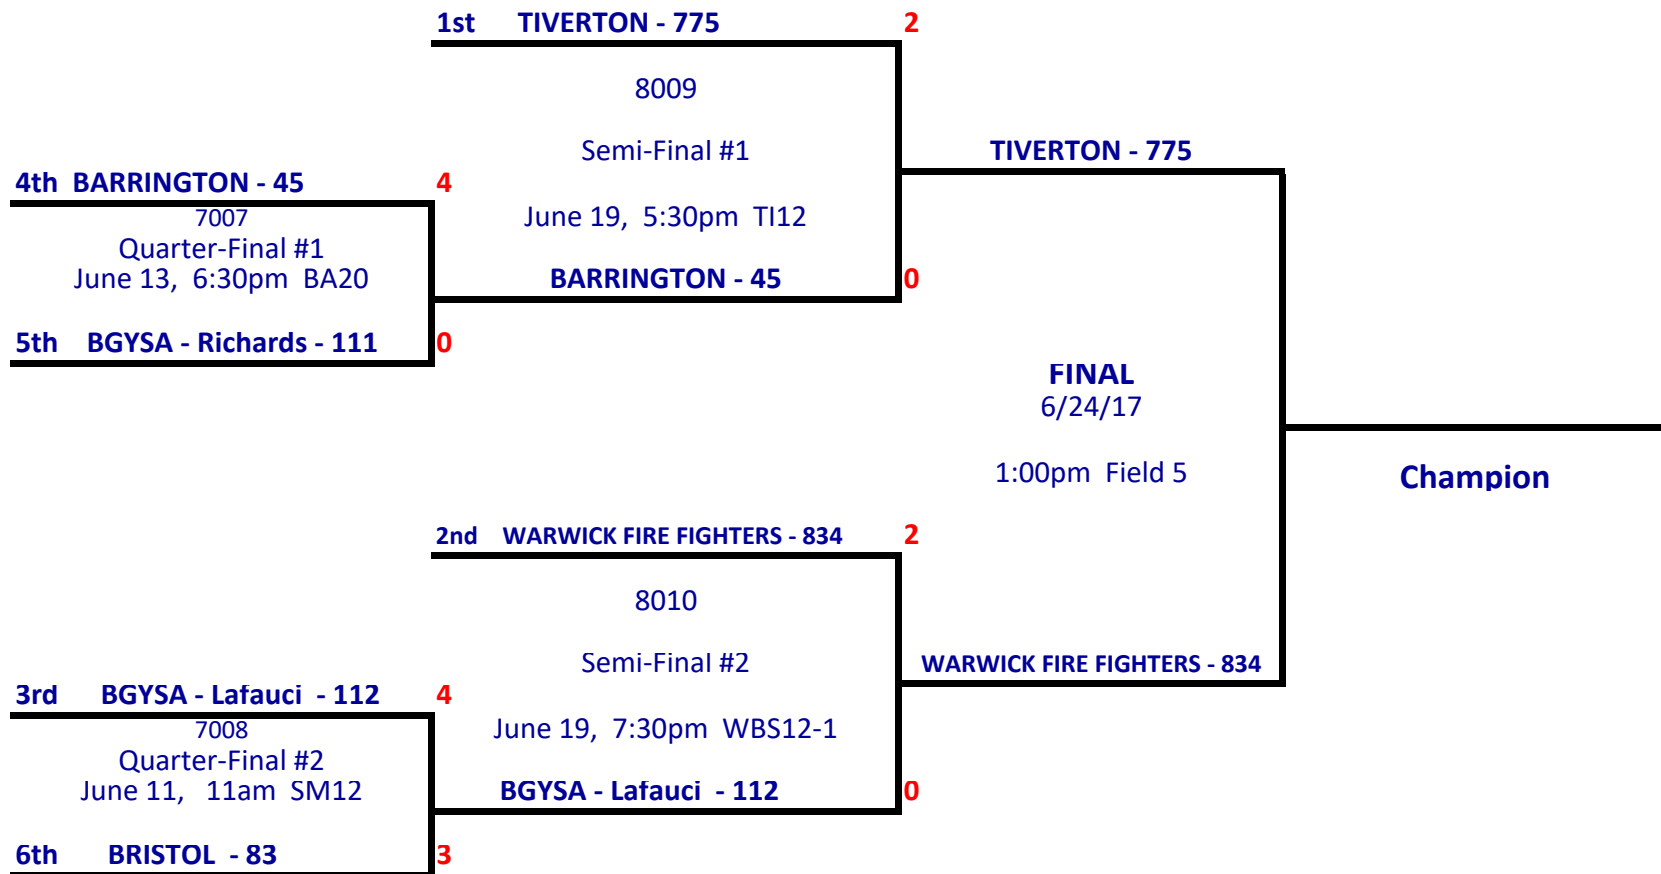 1st TIVERTON - 775 2
8009
Semi-Final #1
June 19, 5:30pm TI12
BARRINGTON - 45 0
4th BARRINGTON - 45 4
7007
Quarter-Final #1
June 13, 6:30pm BA20
5th BGYSA - Richards - 111 0
TIVERTON - 775
FINAL
6/24/17
1:00pm Field 5
Champion
2nd WARWICK FIRE FIGHTERS - 834 2
8010
Semi-Final #2
June 19, 7:30pm WBS12-1
BGYSA - Lafauci - 112 0
WARWICK FIRE FIGHTERS - 834
3rd BGYSA - Lafauci - 112 4
7008
Quarter-Final #2
June 11, 11am SM12
6th BRISTOL - 83 3